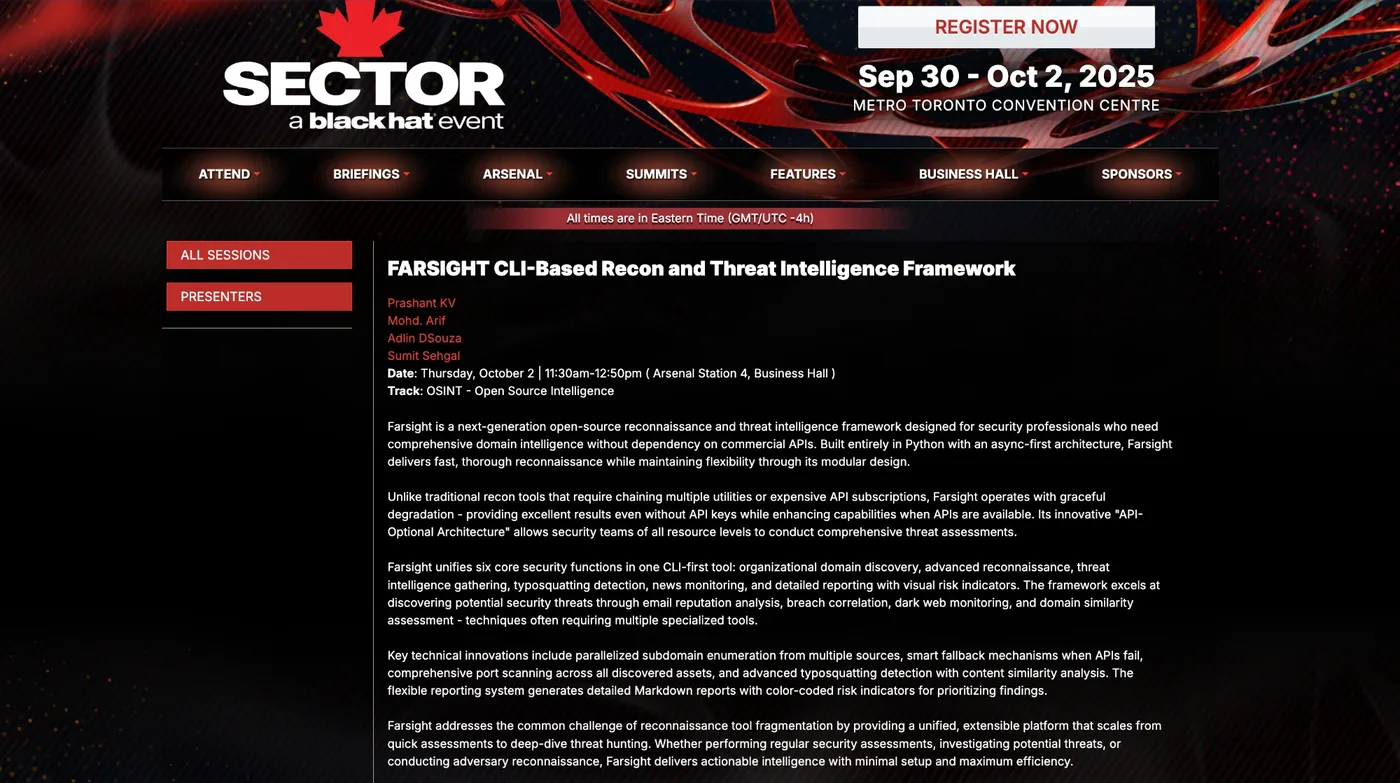 SECTOR
a black hat event
REGISTER NOW
Sep 30 - Oct 2, 2025
METRO TORONTO CONVENTION CENTRE
ATTEND BRIEFINGS ARSENAL SUMMITS FEATURES BUSINESS HALL SPONSORS
All times are in Eastern Time (GMT/UTC -4h)
ALL SESSIONS
PRESENTERS
FARSIGHT CLI-Based Recon and Threat Intelligence Framework
Prashant KV
Mohd. Arif
Adlin DSouza
Sumit Sehgal
Date: Thursday, October 2 | 11:30am-12:50pm ( Arsenal Station 4, Business Hall )
Track: OSINT - Open Source Intelligence
Farsight is a next-generation open-source reconnaissance and threat intelligence framework designed for security professionals who need
comprehensive domain intelligence without dependency on commercial APIs. Built entirely in Python with an async-first architecture, Farsight
delivers fast, thorough reconnaissance while maintaining flexibility through its modular design.
Unlike traditional recon tools that require chaining multiple utilities or expensive API subscriptions, Farsight operates with graceful
degradation - providing excellent results even without API keys while enhancing capabilities when APIs are available. Its innovative "API-
Optional Architecture" allows security teams of all resource levels to conduct comprehensive threat assessments.
Farsight unifies six core security functions in one CLI-first tool: organizational domain discovery, advanced reconnaissance, threat
intelligence gathering, typosquatting detection, news monitoring, and detailed reporting with visual risk indicators. The framework excels at
discovering potential security threats through email reputation analysis, breach correlation, dark web monitoring, and domain similarity
assessment - techniques often requiring multiple specialized tools.
Key technical innovations include parallelized subdomain enumeration from multiple sources, smart fallback mechanisms when APIs fail,
comprehensive port scanning across all discovered assets, and advanced typosquatting detection with content similarity analysis. The
flexible reporting system generates detailed Markdown reports with color-coded risk indicators for prioritizing findings.
Farsight addresses the common challenge of reconnaissance tool fragmentation by providing a unified, extensible platform that scales from
quick assessments to deep-dive threat hunting. Whether performing regular security assessments, investigating potential threats, or
conducting adversary reconnaissance, Farsight delivers actionable intelligence with minimal setup and maximum efficiency.